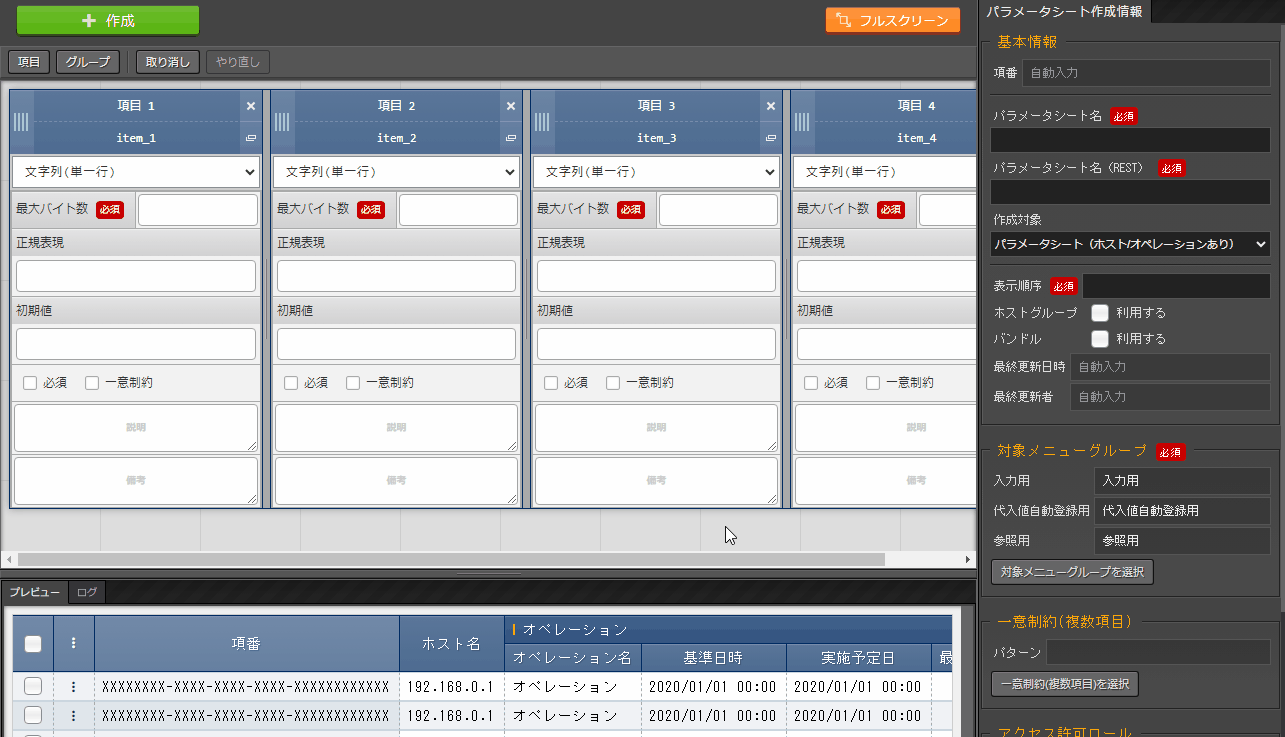 作成
フルスクリーン
項目 グループ 取り消し やり直し
項目 1 項目 2 項目 3 項目 4
item_1 item_2 item_3 item_4
文字列(単一行) 文字列(単一行) 文字列(単一行) 文字列(単一行)
最大バイト数 必須 最大バイト数 必須 最大バイト数 必須 最大バイト数 必須
正規表現 正規表現 正規表現 正規表現
初期値 初期値 初期値 初期値
必須 一意制約 必須 一意制約 必須 一意制約 必須 一意制約
説明 説明 説明 説明
備考 備考 備考 備考
プレビュー ログ
項番 ホスト名 オペレーション
オペレーション名 基準日時 実施予定日 最
XXXXXXXX-XXXX-XXXX-XXXX-XXXXXXXXXXXX 192.168.0.1 オペレーション 2020/01/01 00:00 2020/01/01 00:00
XXXXXXXX-XXXX-XXXX-XXXX-XXXXXXXXXXXX 192.168.0.1 オペレーション 2020/01/01 00:00 2020/01/01 00:00
パラメータシート作成情報
基本情報
項番 自動入力
パラメータシート名 必須
パラメータシート名（REST） 必須
作成対象
パラメータシート（ホスト/オペレーションあり）
表示順序 必須
ホストグループ 利用する
バンドル 利用する
最終更新日時 自動入力
最終更新者 自動入力
対象メニューグループ 必須
入力用 入力用
代入値自動登録用 代入値自動登録用
参照用 参照用
対象メニューグループを選択
一意制約(複数項目)
パターン
一意制約(複数項目)を選択
アクセス許可ロール